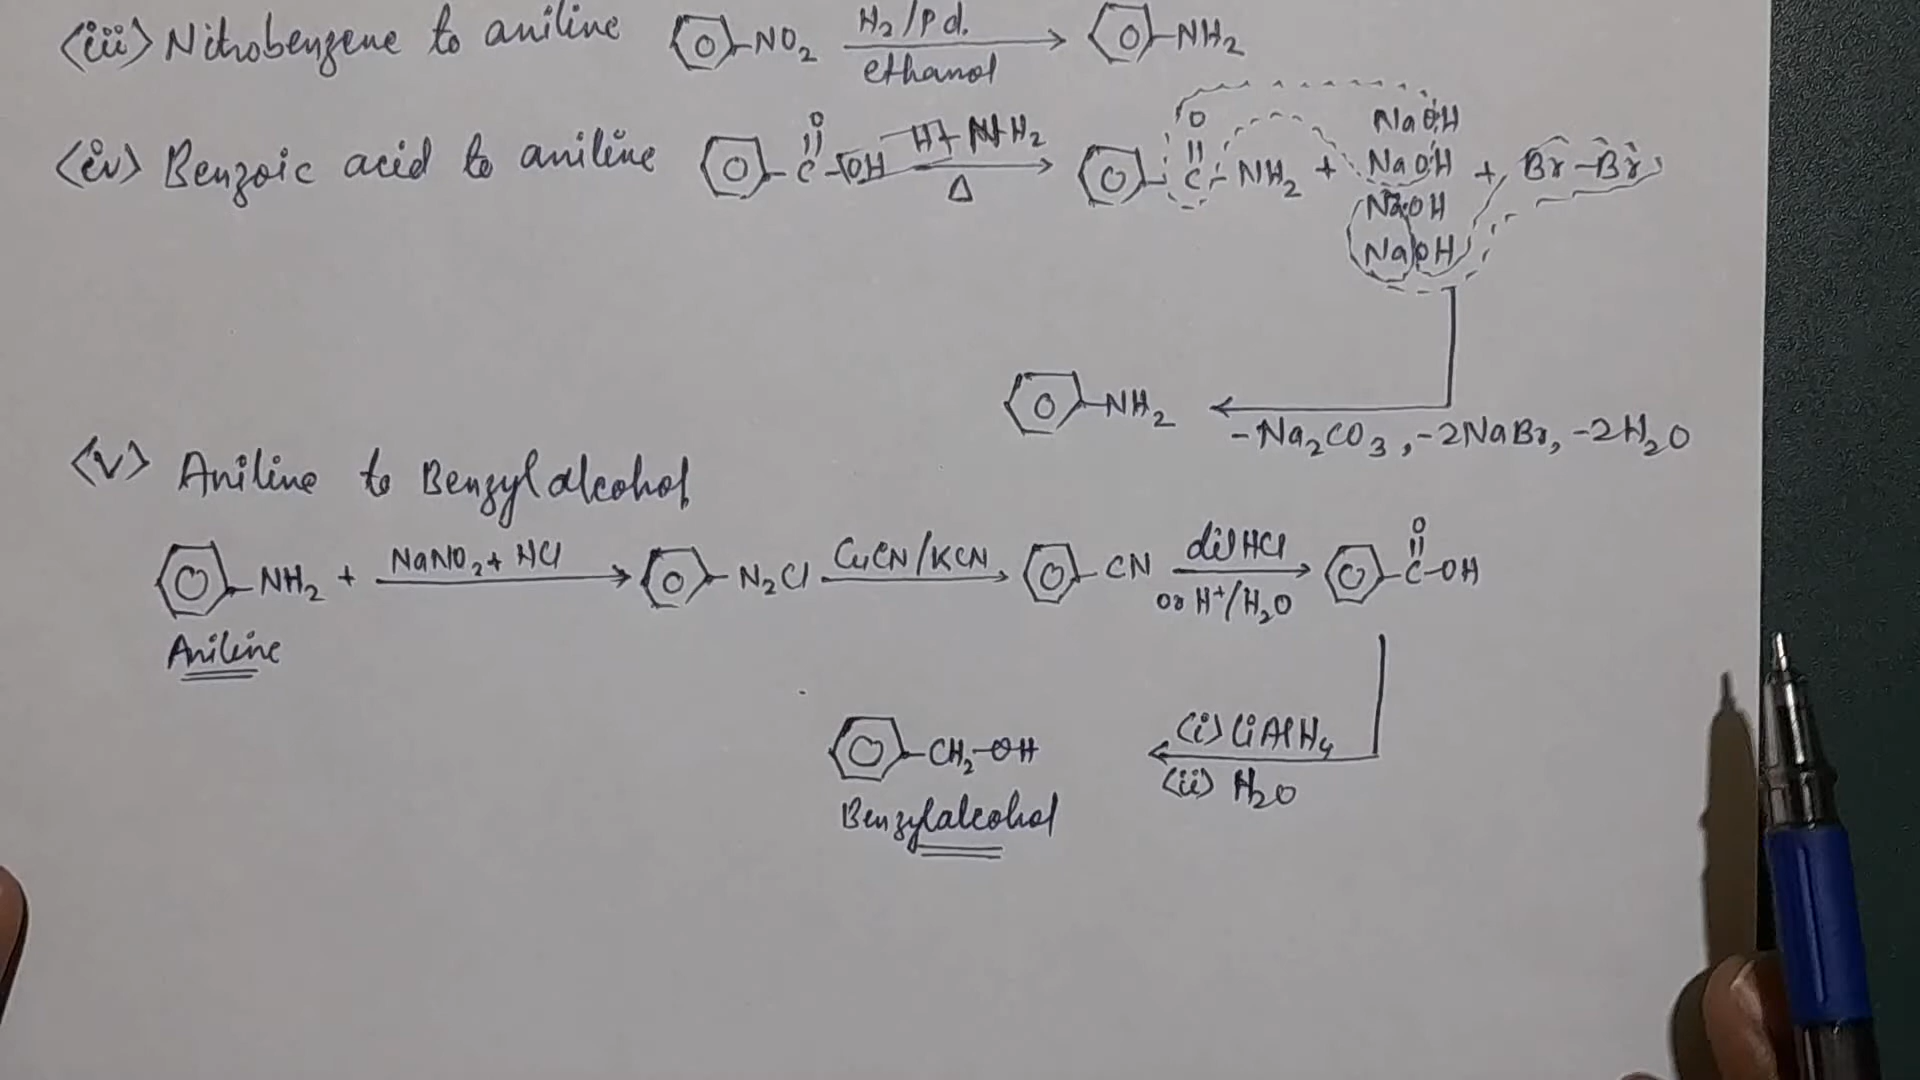 (iii) Nitrobenzene to aniline -NO2 H2/Pd. ethanol -NH2
(iv) Benzoic acid to aniline O C OH H+NH2 Δ O C-NH2 + NaOH + Br-Br
NaOH
NaOH
NaOH
-NH2 -Na2CO3, -2NaBr, -2H2O
(v) Aniline to Benzylalcohol
-NH2 + NaNO2+HCl -N2Cl CuCN/KCN -CN dil HCl or H+/H2O O C-OH
Aniline
-CH2-OH (i) LiAlH4
(ii) H2O
Benzylalcohol